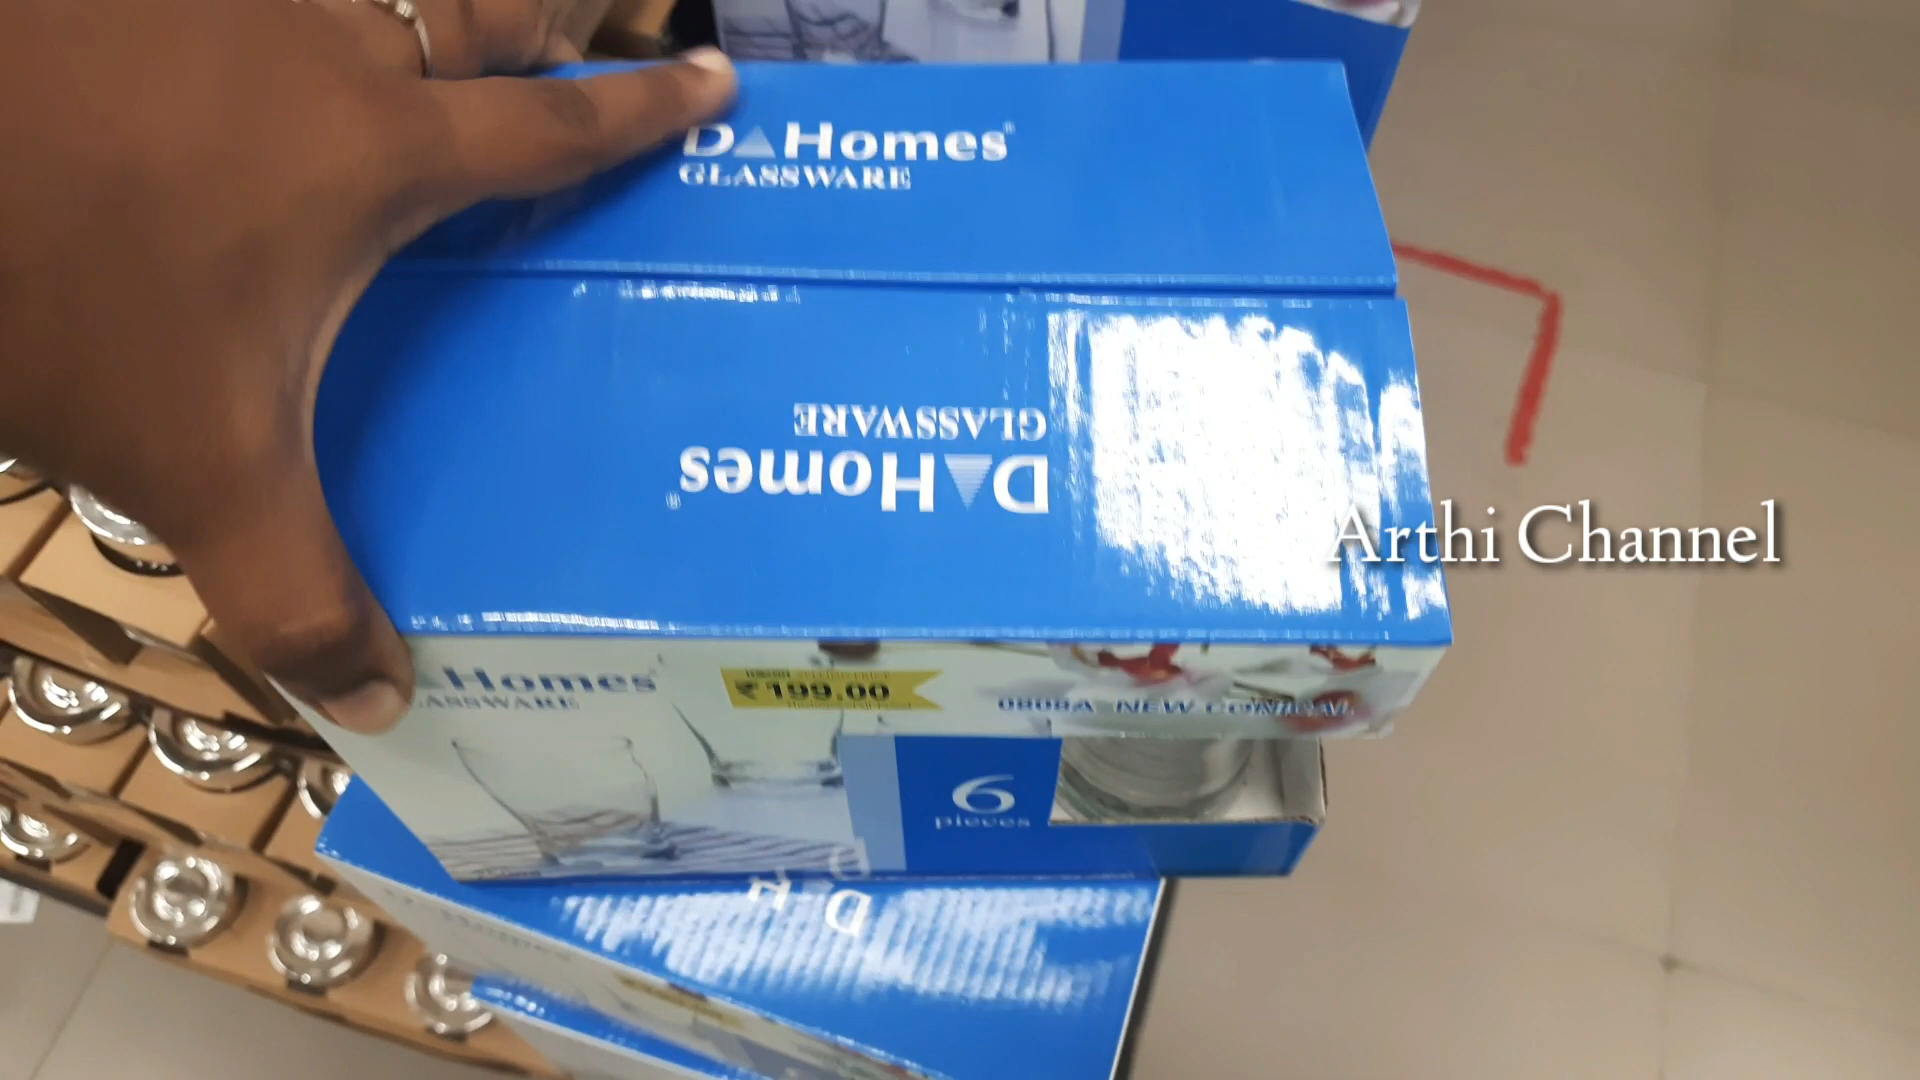 D Homes®
GLASSWARE
D Homes®
GLASSWARE
Arthi Channel
Homes
GLASSWARE
₹199.00
0808A NEW CONICAL
6
pieces
D H